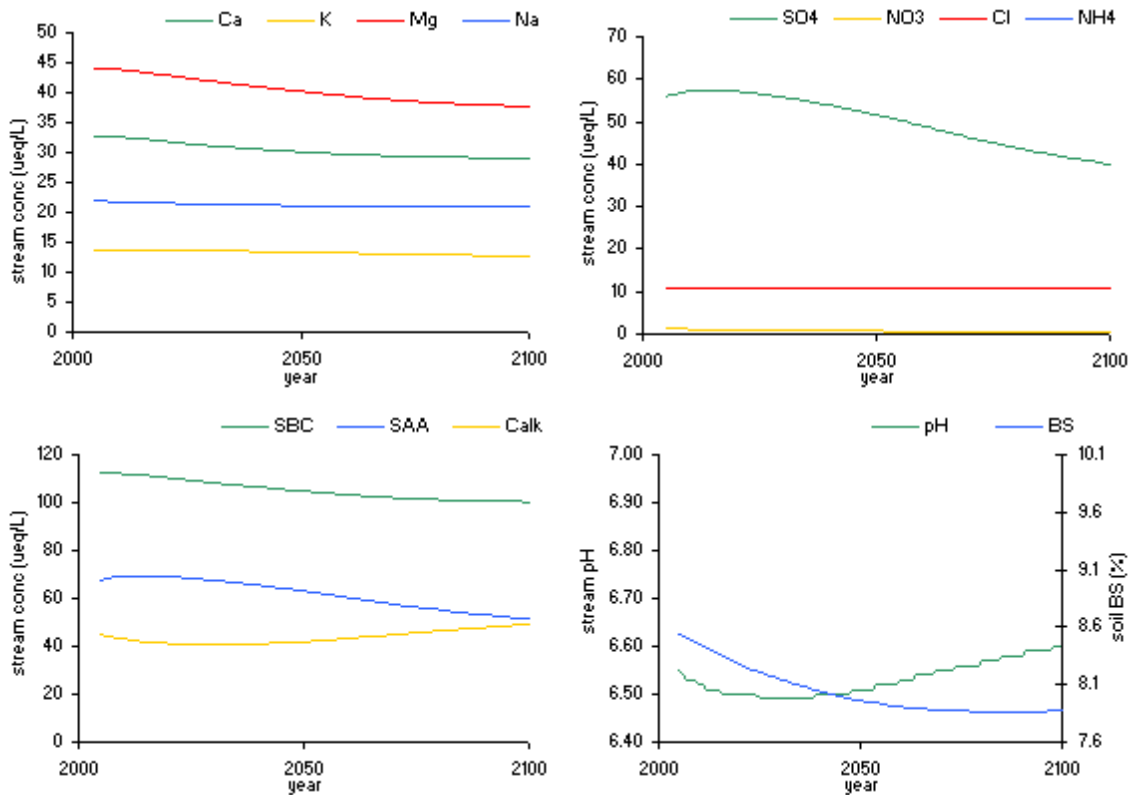 Ca K Mg Na
50
45
40
35
30
25
20
15
10
5
0
stream conc (ueq/L)
2000 2050 2100
year
SO4 NO3 Cl NH4
70
60
50
40
30
20
10
0
stream conc (ueq/L)
2000 2050 2100
year
SBC SAA Calk
120
100
80
60
40
20
0
stream conc (ueq/L)
2000 2050 2100
year
pH BS
7.00
6.90
6.80
6.70
6.60
6.50
6.40
stream pH
10.1
9.6
9.1
8.6
8.1
7.6
soil BS (%)
2000 2050 2100
year